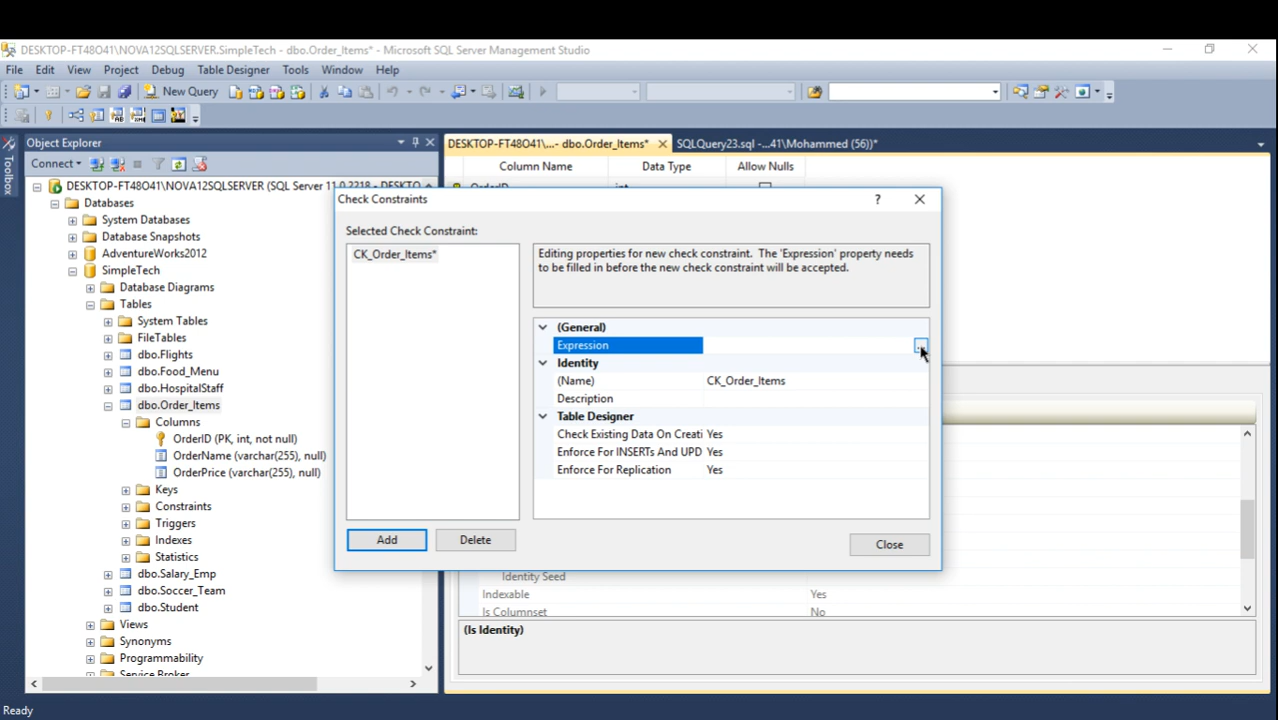 DESKTOP-FT48O41\NOVA12SQLSERVER.SimpleTech - dbo.Order_Items* - Microsoft SQL Server Management Studio
File Edit View Project Debug Table Designer Tools Window Help
New Query
Object Explorer
Connect
Toolbox
DESKTOP-FT48O41\NOVA12SQLSERVER (SQL Server 11.0.2218 - DESKTO
Databases
System Databases
Database Snapshots
AdventureWorks2012
SimpleTech
Database Diagrams
Tables
System Tables
FileTables
dbo.Flights
dbo.Food_Menu
dbo.HospitalStaff
dbo.Order_Items
Columns
OrderID (PK, int, not null)
OrderName (varchar(255), null)
OrderPrice (varchar(255), null)
Keys
Constraints
Triggers
Indexes
Statistics
dbo.Salary_Emp
dbo.Soccer_Team
dbo.Student
Views
Synonyms
Programmability
Service Broker
DESKTOP-FT48O41\...- dbo.Order_Items* SQLQuery23.sql -...41\Mohammed (56))*
Column Name Data Type Allow Nulls
OrderID int
Check Constraints
?
Selected Check Constraint:
CK_Order_Items*
Editing properties for new check constraint. The 'Expression' property needs
to be filled in before the new check constraint will be accepted.
(General)
Expression
Identity
(Name) CK_Order_Items
Description
Table Designer
Check Existing Data On Creati Yes
Enforce For INSERTs And UPD Yes
Enforce For Replication Yes
Add Delete Close
Identity Seed
Indexable Yes
Is Columnset No
(Is Identity)
Ready